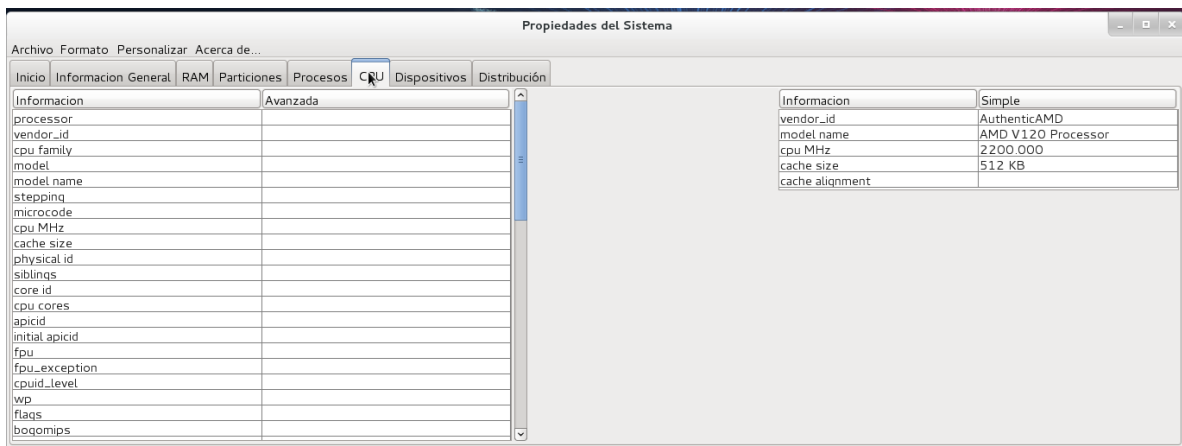 Propiedades del Sistema
Archivo Formato Personalizar Acerca de...
Inicio Informacion General RAM Particiones Procesos CPU Dispositivos Distribución
Informacion Avanzada
processor
vendor_id
cpu family
model
model name
stepping
microcode
cpu MHz
cache size
physical id
siblings
core id
cpu cores
apicid
initial apicid
fpu
fpu_exception
cpuid_level
wp
flags
bogomips
Informacion Simple
vendor_id AuthenticAMD
model name AMD V120 Processor
cpu MHz 2200.000
cache size 512 KB
cache alignment